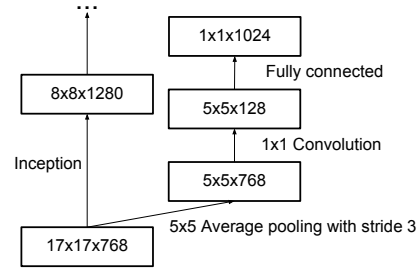 ...
1x1x1024
Fully connected
8x8x1280
5x5x128
1x1 Convolution
Inception
5x5x768
5x5 Average pooling with stride 3
17x17x768